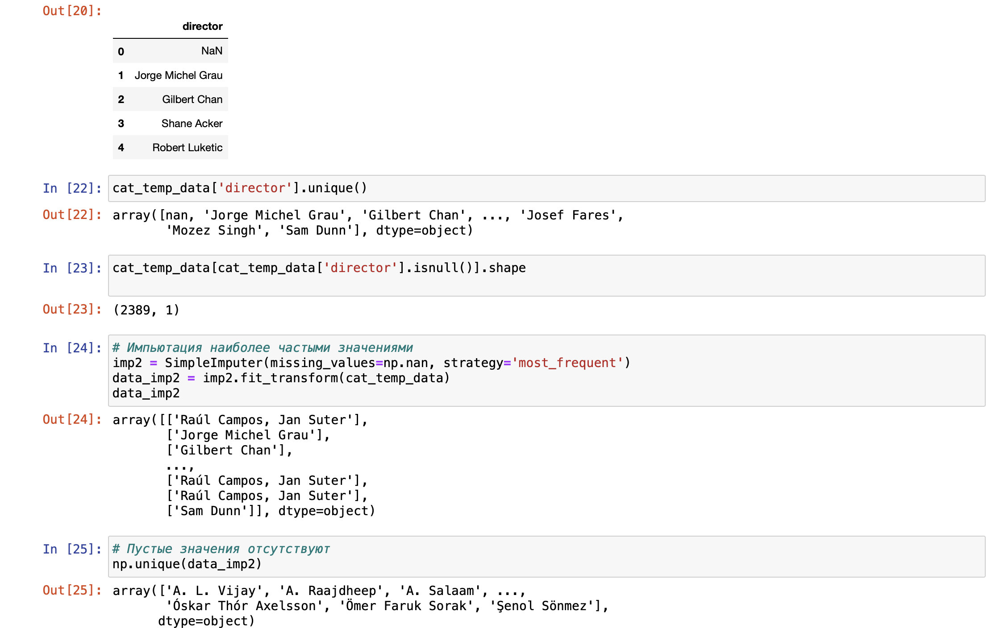 Out[20]:
director
0 NaN
1 Jorge Michel Grau
2 Gilbert Chan
3 Shane Acker
4 Robert Luketic
In [22]: cat_temp_data['director'].unique()
Out[22]: array([nan, 'Jorge Michel Grau', 'Gilbert Chan', ..., 'Josef Fares',
'Mozez Singh', 'Sam Dunn'], dtype=object)
In [23]: cat_temp_data[cat_temp_data['director'].isnull()].shape
Out[23]: (2389, 1)
In [24]: # Импьютация наиболее частыми значениями
imp2 = SimpleImputer(missing_values=np.nan, strategy='most_frequent')
data_imp2 = imp2.fit_transform(cat_temp_data)
data_imp2
Out[24]: array([['Raúl Campos, Jan Suter'],
['Jorge Michel Grau'],
['Gilbert Chan'],
...,
['Raúl Campos, Jan Suter'],
['Raúl Campos, Jan Suter'],
['Sam Dunn']], dtype=object)
In [25]: # Пустые значения отсутствуют
np.unique(data_imp2)
Out[25]: array(['A. L. Vijay', 'A. Raajdheep', 'A. Salaam', ...,
'Óskar Thór Axelsson', 'Ömer Faruk Sorak', 'Şenol Sönmez'],
dtype=object)